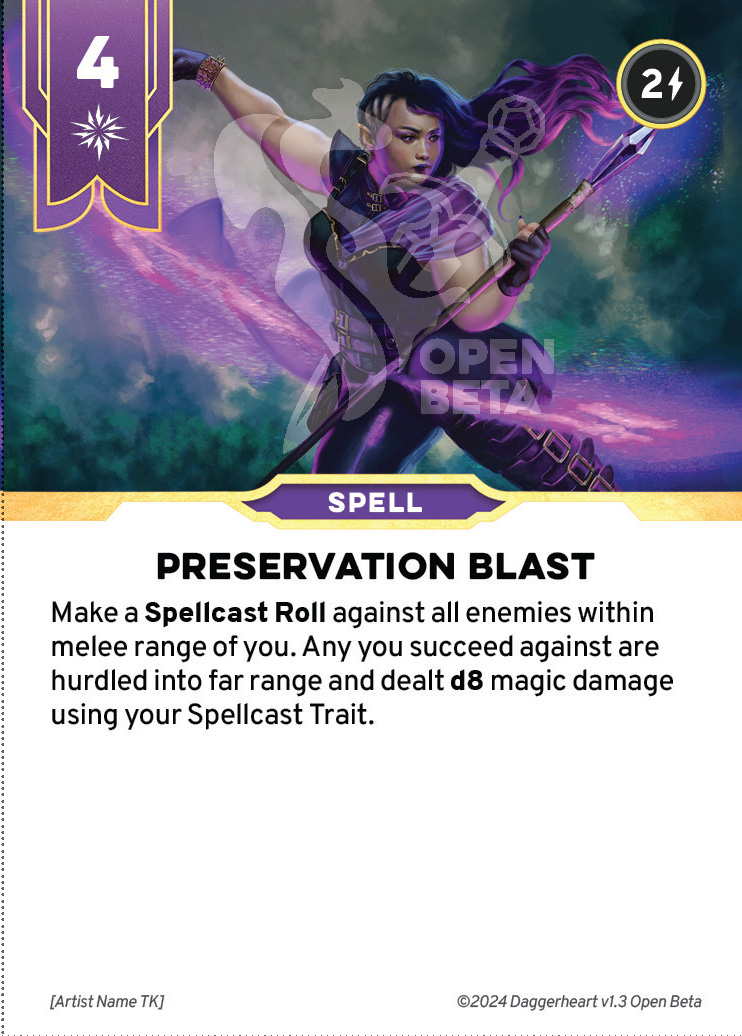 4
2
OPEN
BETA
SPELL
PRESERVATION BLAST
Make a Spellcast Roll against all enemies within
melee range of you. Any you succeed against are
hurdled into far range and dealt d8 magic damage
using your Spellcast Trait.
[Artist Name TK]
©2024 Daggerheart v1.3 Open Beta